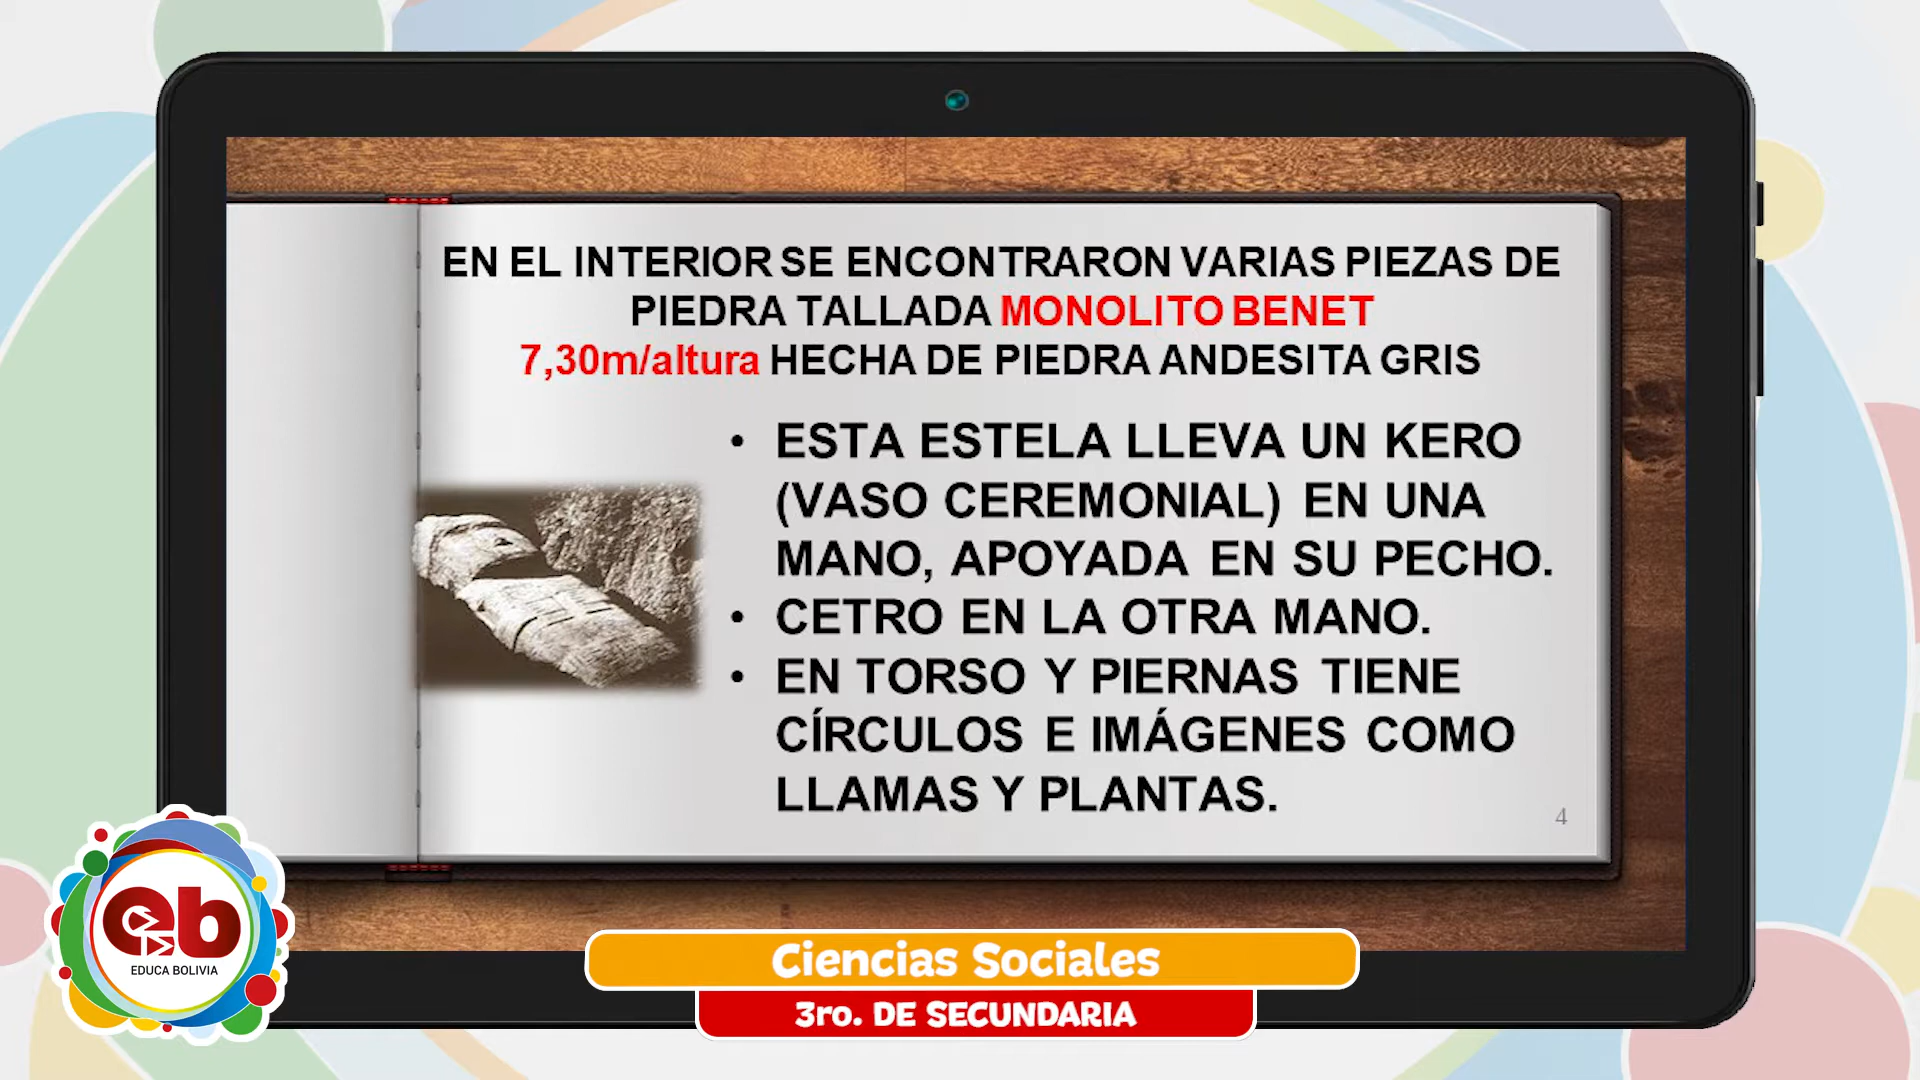 EN EL INTERIOR SE ENCONTRARON VARIAS PIEZAS DE
PIEDRA TALLADA MONOLITO BENET
7,30m/altura HECHA DE PIEDRA ANDESITA GRIS
• ESTA ESTELA LLEVA UN KERO
(VASO CEREMONIAL) EN UNA
MANO, APOYADA EN SU PECHO.
• CETRO EN LA OTRA MANO.
• EN TORSO Y PIERNAS TIENE
CÍRCULOS E IMÁGENES COMO
LLAMAS Y PLANTAS.
4
eb
EDUCA BOLIVIA
Ciencias Sociales
3ro. DE SECUNDARIA